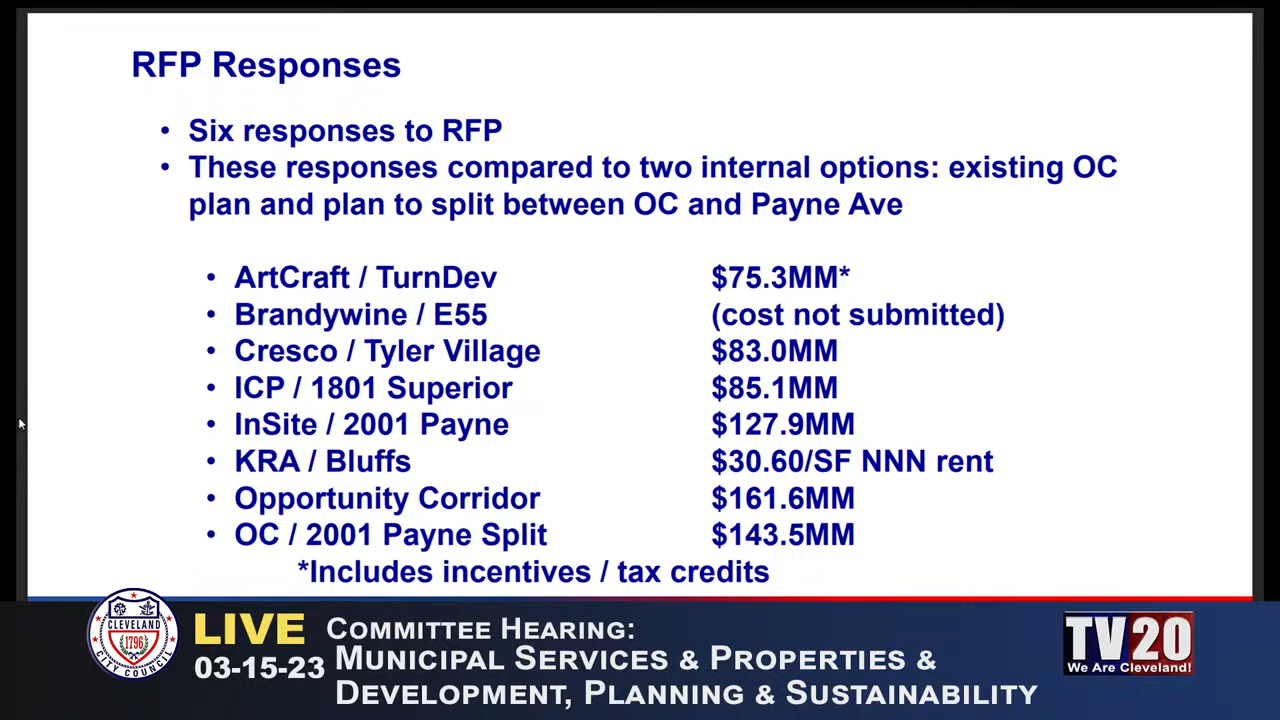 RFP Responses
• Six responses to RFP
• These responses compared to two internal options: existing OC
plan and plan to split between OC and Payne Ave
• ArtCraft / TurnDev $75.3MM*
• Brandywine / E55 (cost not submitted)
• Cresco / Tyler Village $83.0MM
• ICP / 1801 Superior $85.1MM
• InSite / 2001 Payne $127.9MM
• KRA / Bluffs $30.60/SF NNN rent
• Opportunity Corridor $161.6MM
• OC / 2001 Payne Split $143.5MM
*Includes incentives / tax credits
CLEVELAND
1796
CITY COUNCIL
LIVE
03-15-23
COMMITTEE HEARING:
MUNICIPAL SERVICES & PROPERTIES &
DEVELOPMENT, PLANNING & SUSTAINABILITY
TV20
We Are Cleveland!